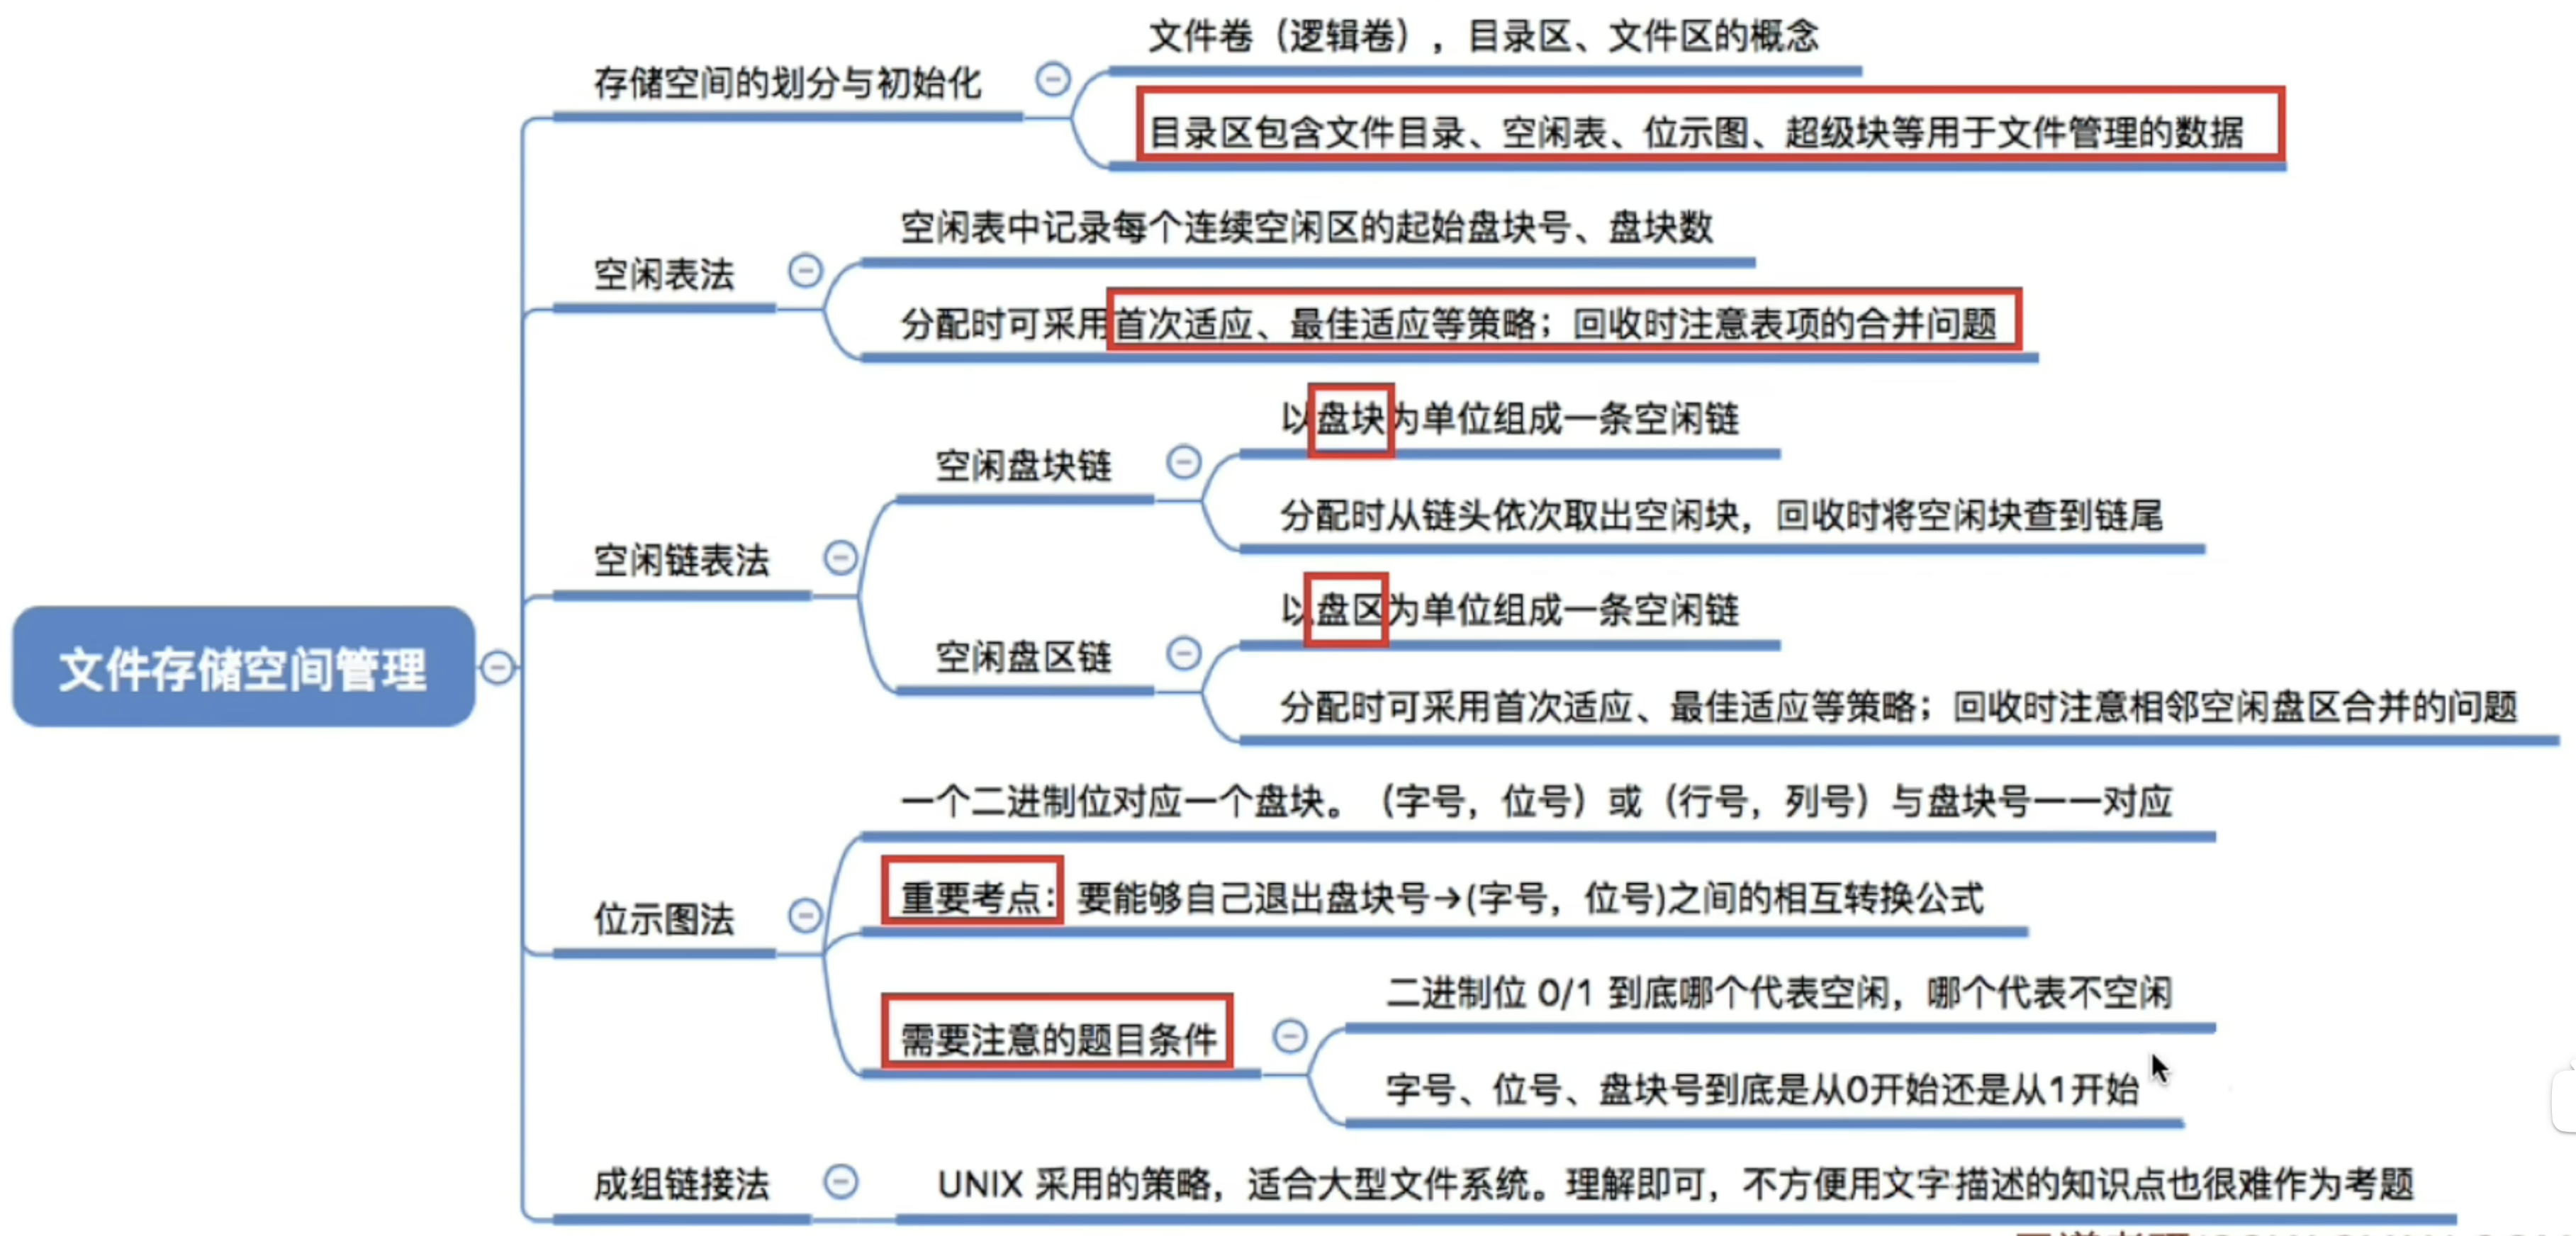 文件卷（逻辑卷），目录区、文件区的概念
存储空间的划分与初始化
目录区包含文件目录、空闲表、位示图、超级块等用于文件管理的数据
空闲表中记录每个连续空闲区的起始盘块号、盘块数
空闲表法
分配时可采用首次适应、最佳适应等策略；回收时注意表项的合并问题
以盘块为单位组成一条空闲链
空闲盘块链
分配时从链头依次取出空闲块，回收时将空闲块查到链尾
空闲链表法
以盘区为单位组成一条空闲链
空闲盘区链
分配时可采用首次适应、最佳适应等策略；回收时注意相邻空闲盘区合并的问题
文件存储空间管理
一个二进制位对应一个盘块。（字号，位号）或（行号，列号）与盘块号一一对应
重要考点：要能够自己退出盘块号→(字号，位号)之间的相互转换公式
位示图法
需要注意的题目条件
二进制位 0/1 到底哪个代表空闲，哪个代表不空闲
字号、位号、盘块号到底是从0开始还是从1开始
成组链接法
UNIX 采用的策略，适合大型文件系统。理解即可，不方便用文字描述的知识点也很难作为考题